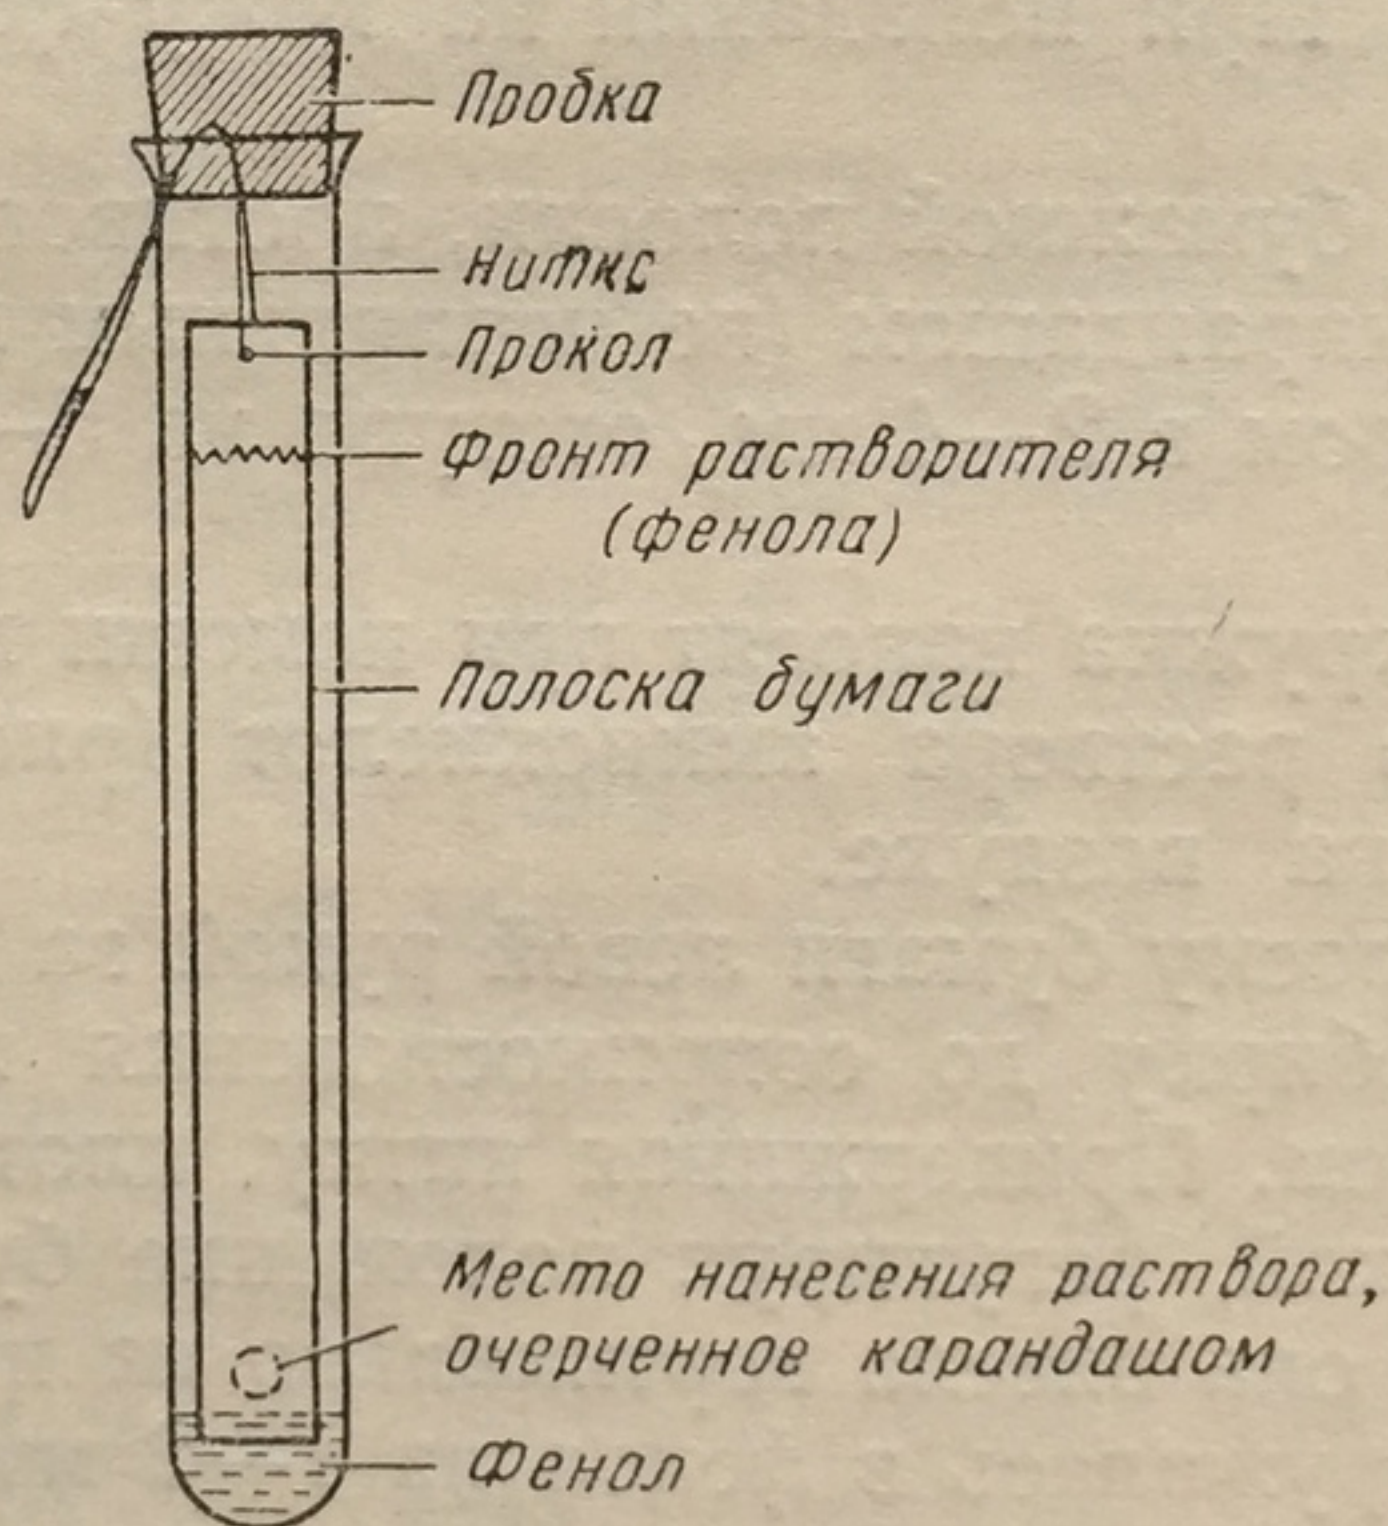 Пробка
Нитка
Прокол
Фронт растворителя
(фенола)
Полоска бумаги
Место нанесения раствора,
очерченное карандашом
Фенол